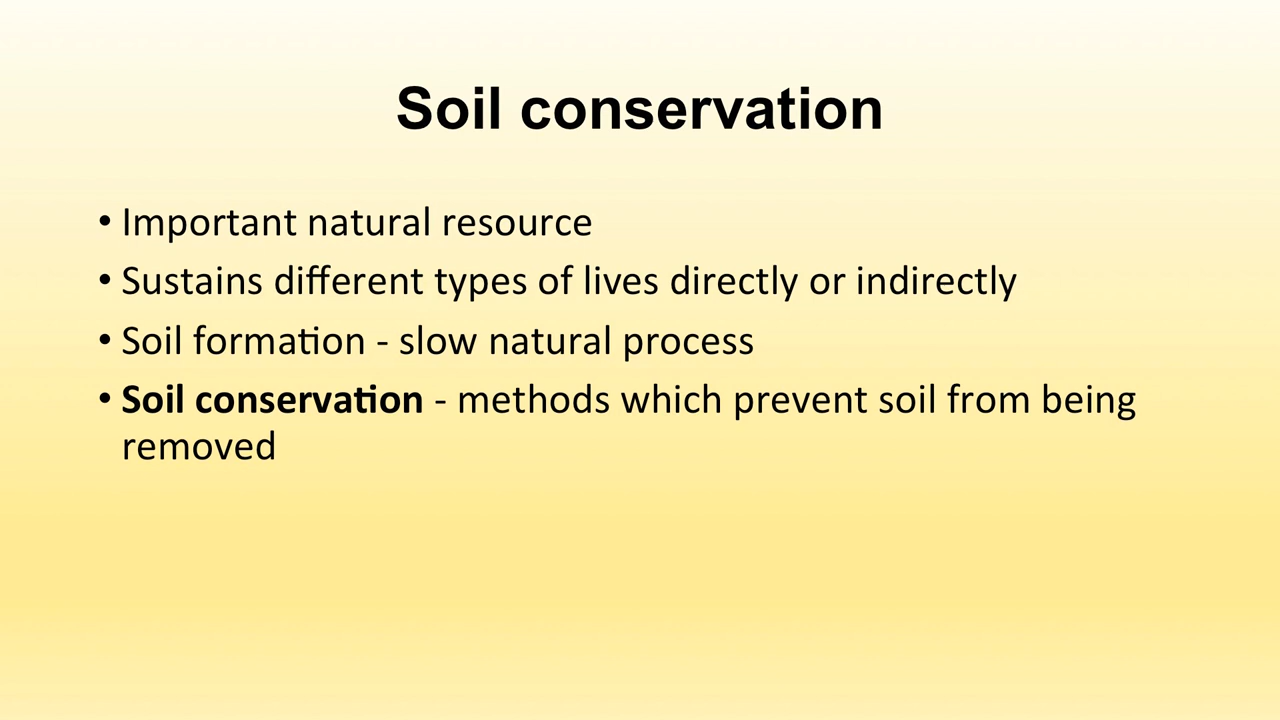 Soil conservation
• Important natural resource
• Sustains different types of lives directly or indirectly
• Soil formation - slow natural process
• Soil conservation - methods which prevent soil from being
removed